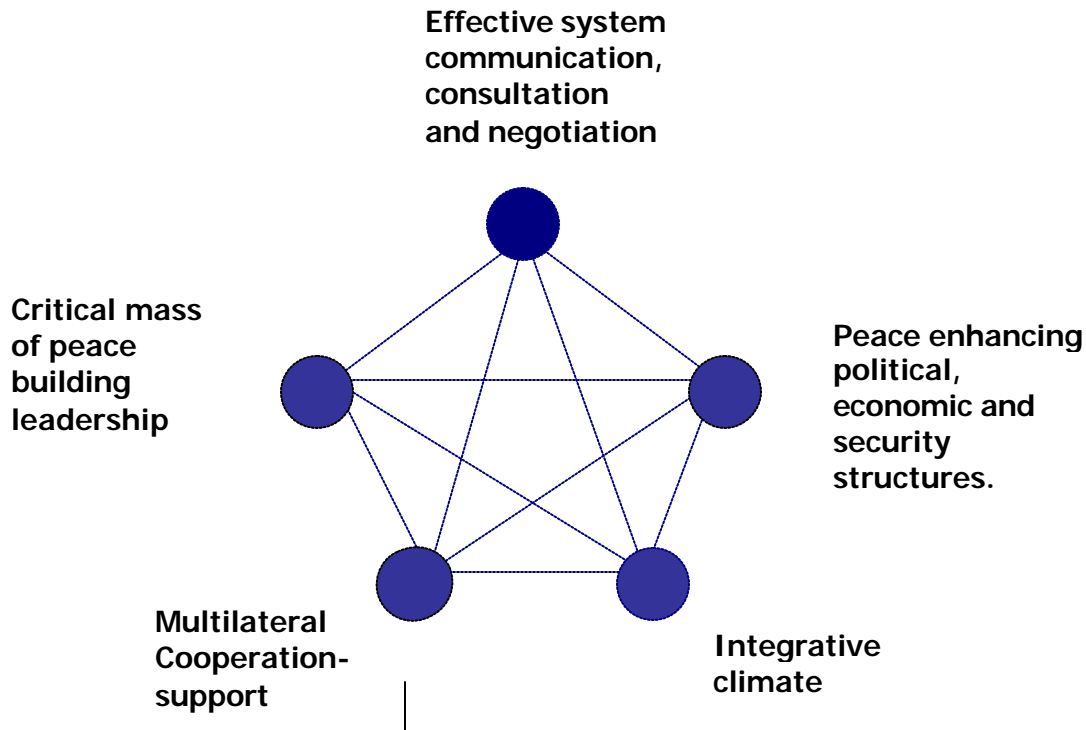 Effective system
communication,
consultation
and negotiation
Critical mass
of peace
building
leadership
Peace enhancing
political,
economic and
security
structures.
Multilateral
Cooperation-
support
Integrative
climate